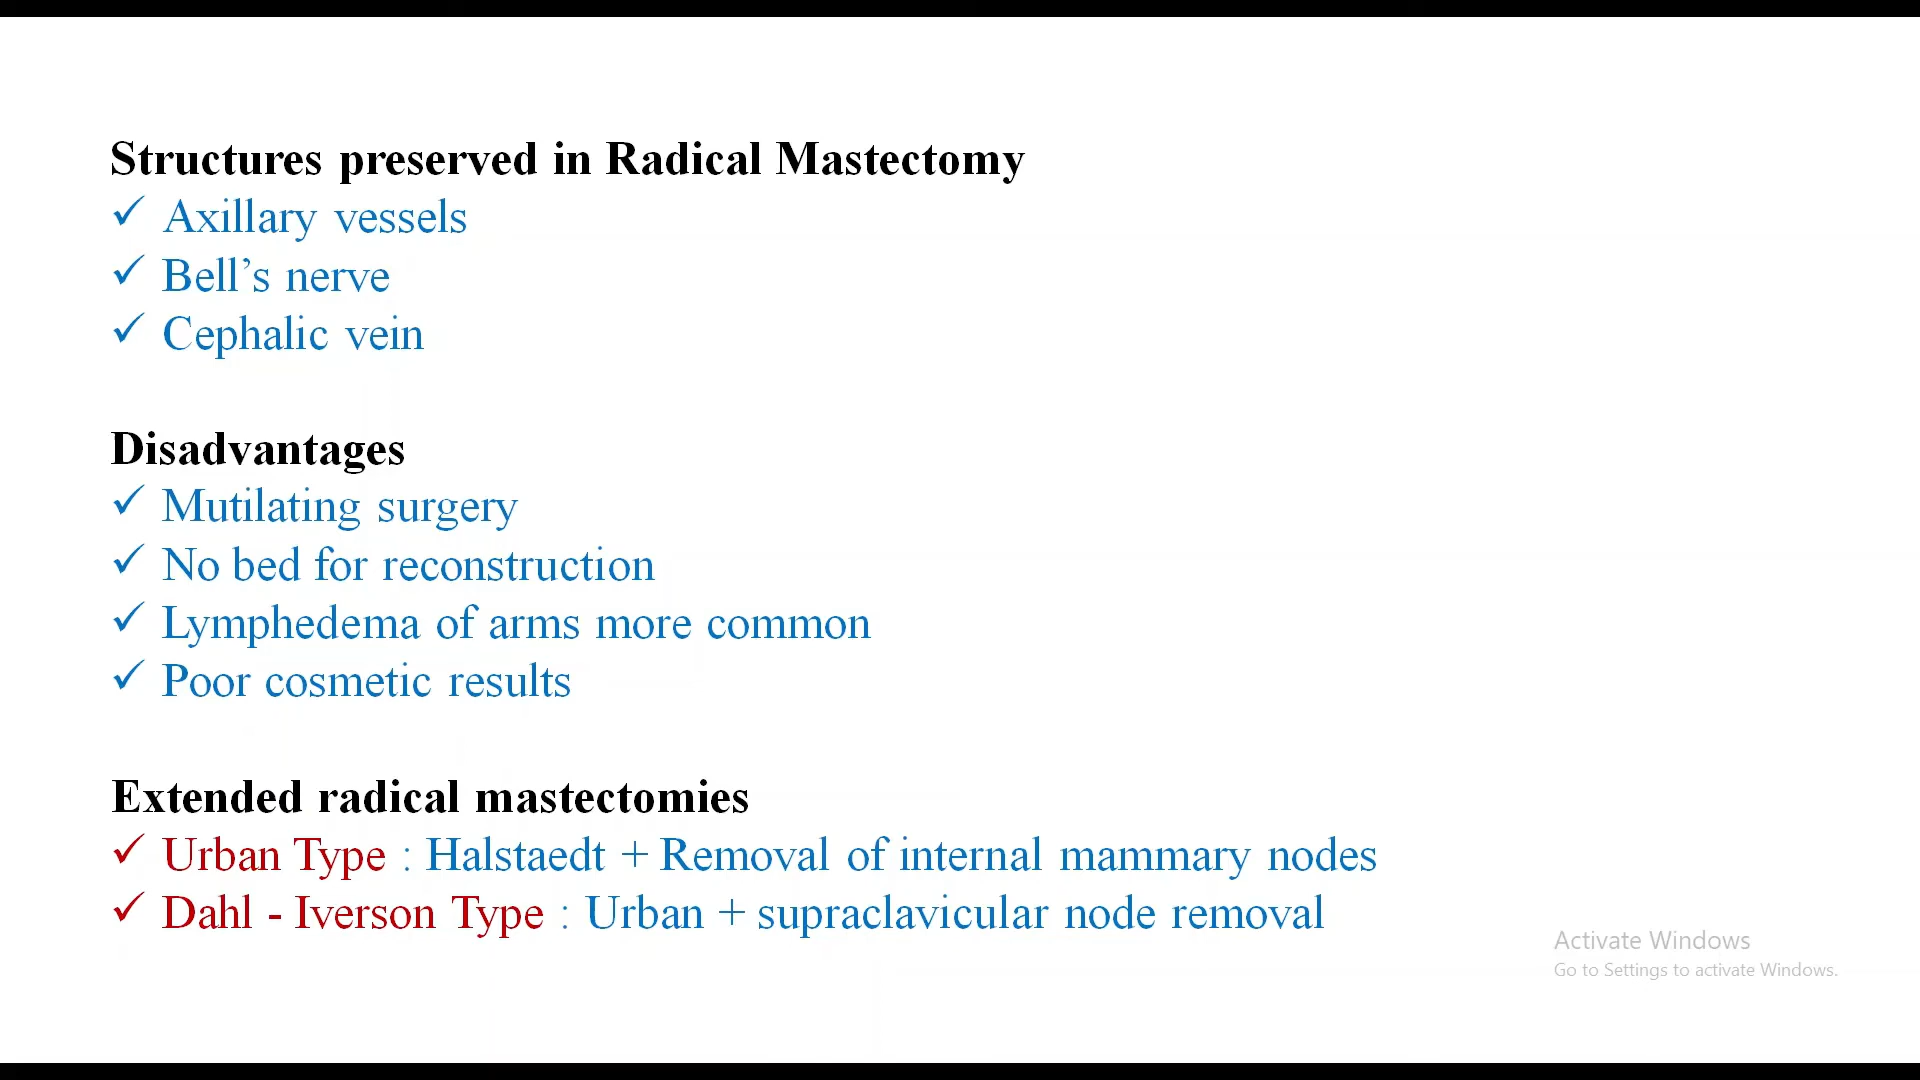 Structures preserved in Radical Mastectomy
✓ Axillary vessels
✓ Bell’s nerve
✓ Cephalic vein
Disadvantages
✓ Mutilating surgery
✓ No bed for reconstruction
✓ Lymphedema of arms more common
✓ Poor cosmetic results
Extended radical mastectomies
✓ Urban Type : Halstaedt + Removal of internal mammary nodes
✓ Dahl - Iverson Type : Urban + supraclavicular node removal
Activate Windows
Go to Settings to activate Windows.